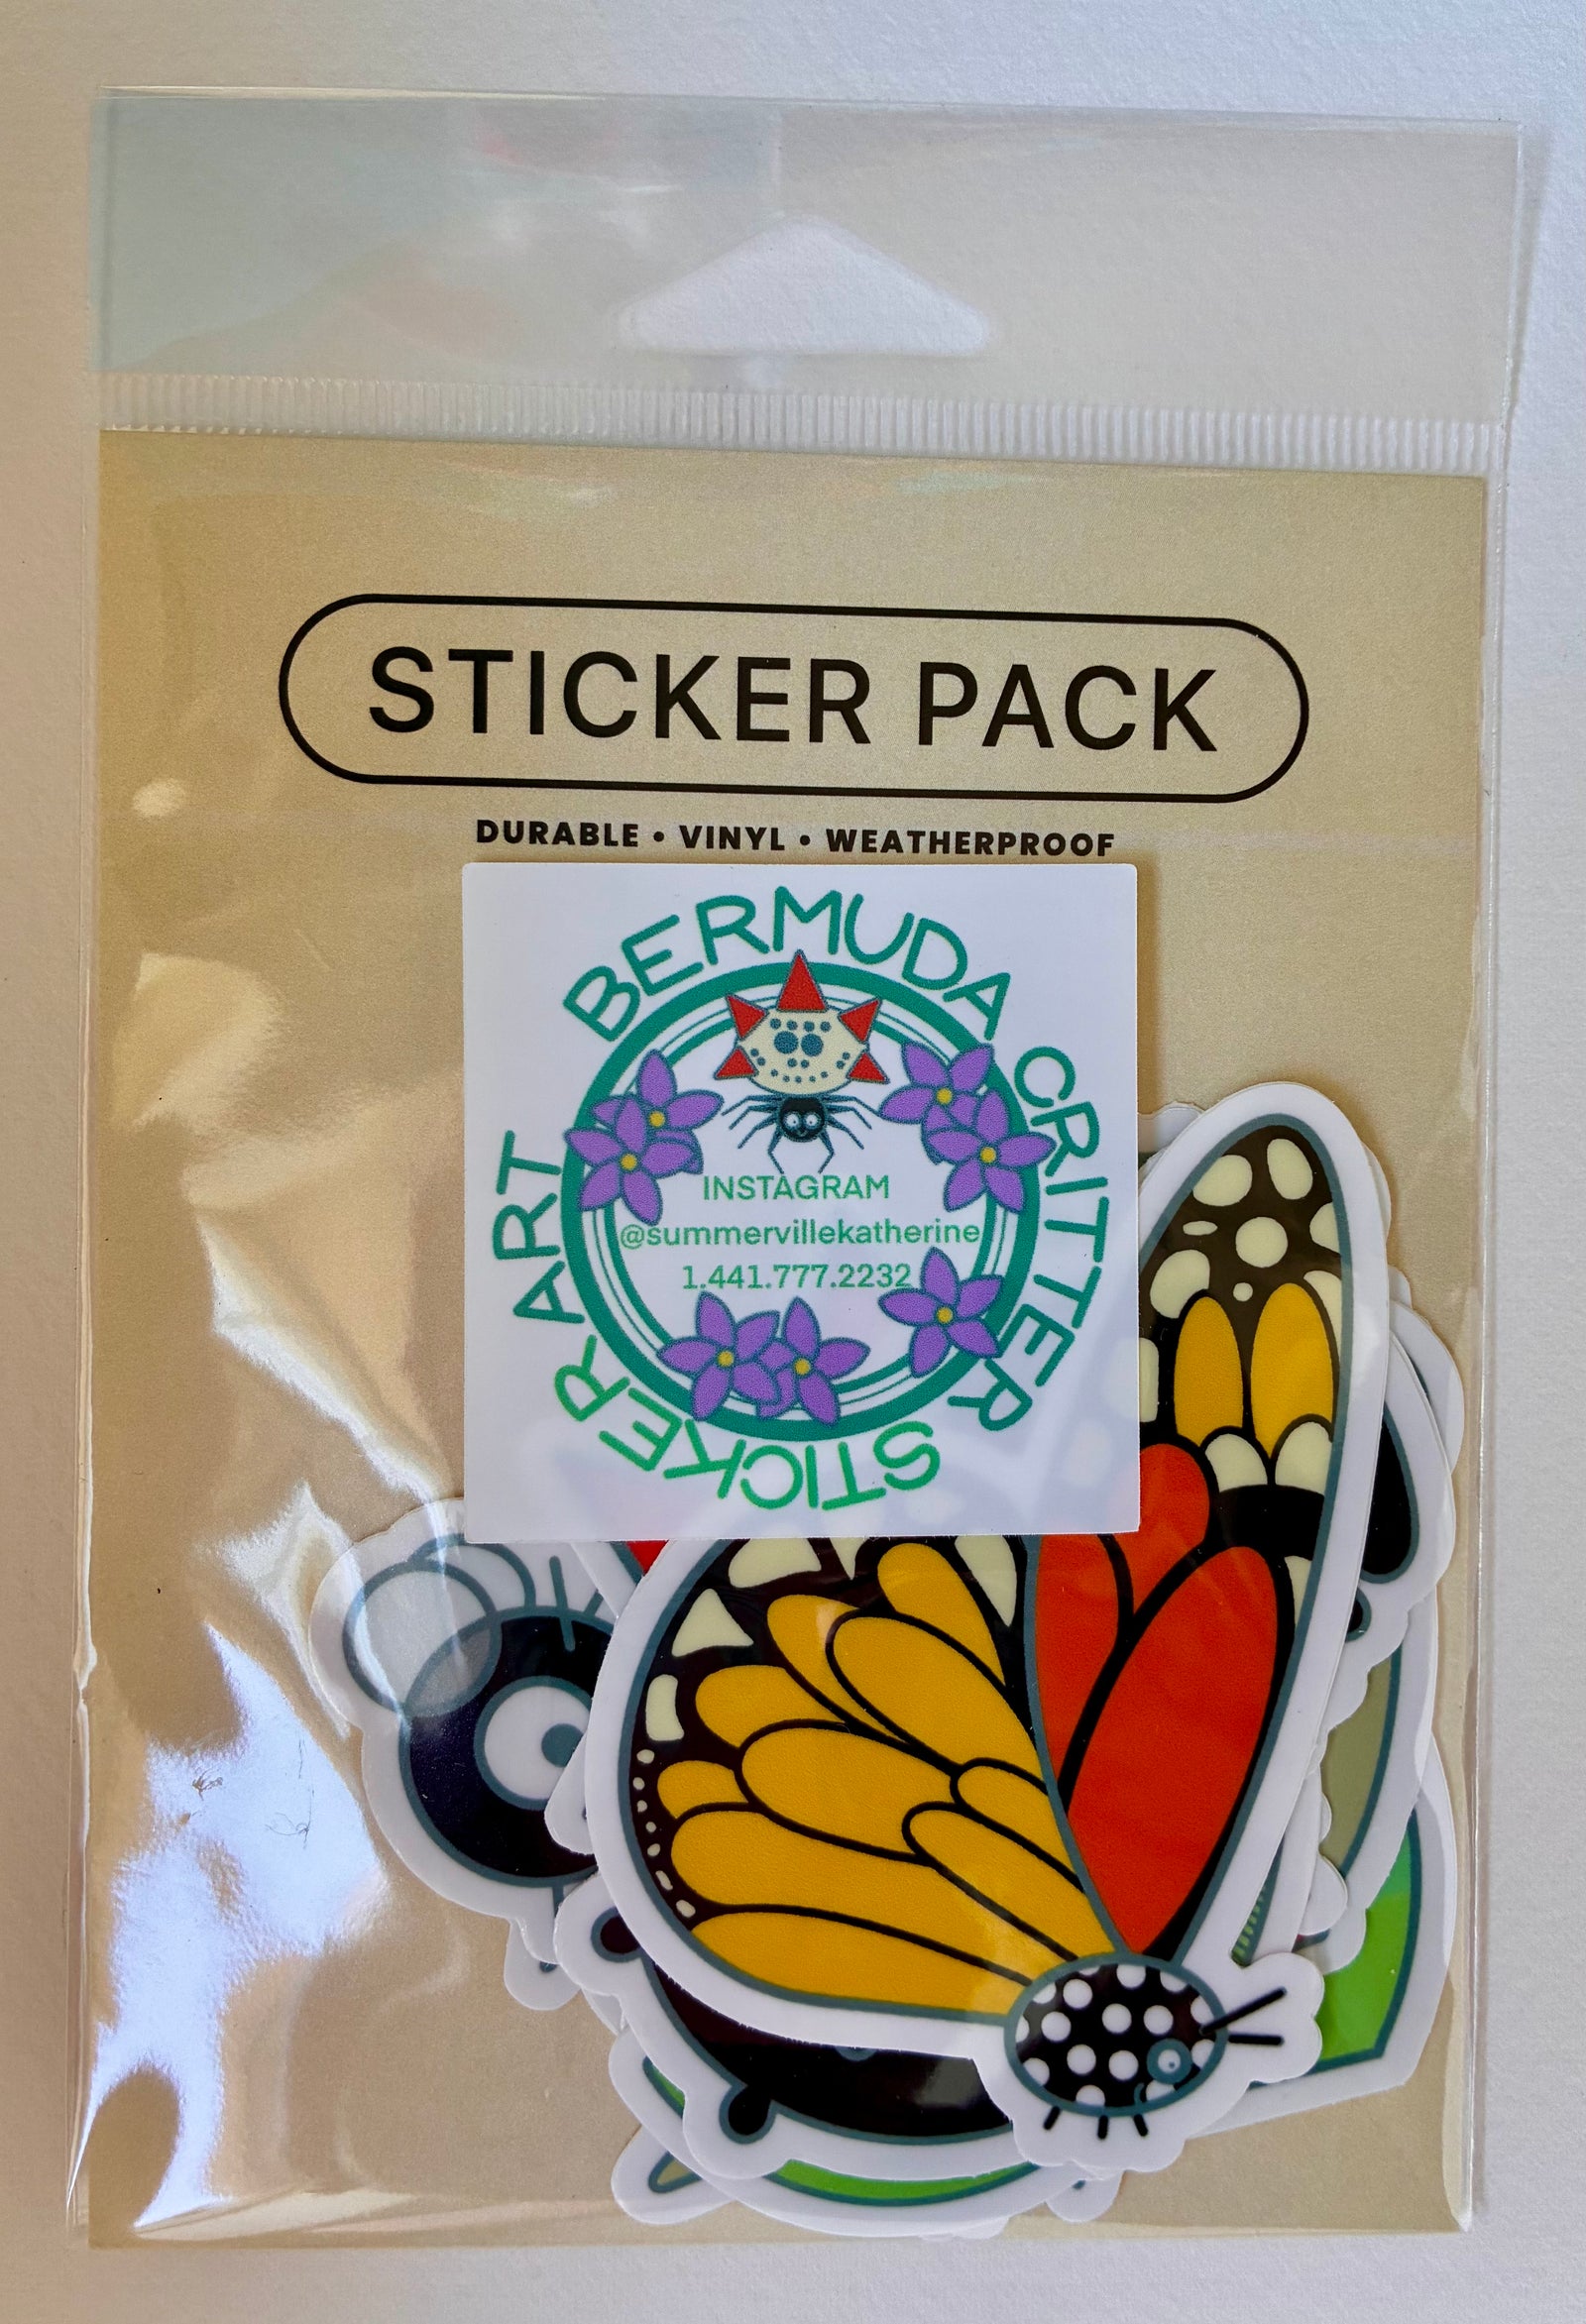 STICKER PACK
DURABLE • VINYL • WEATHERPROOF
BERMUDA CRITTER STICKER ART
INSTAGRAM
@summervillekatherine
1.441.777.2232